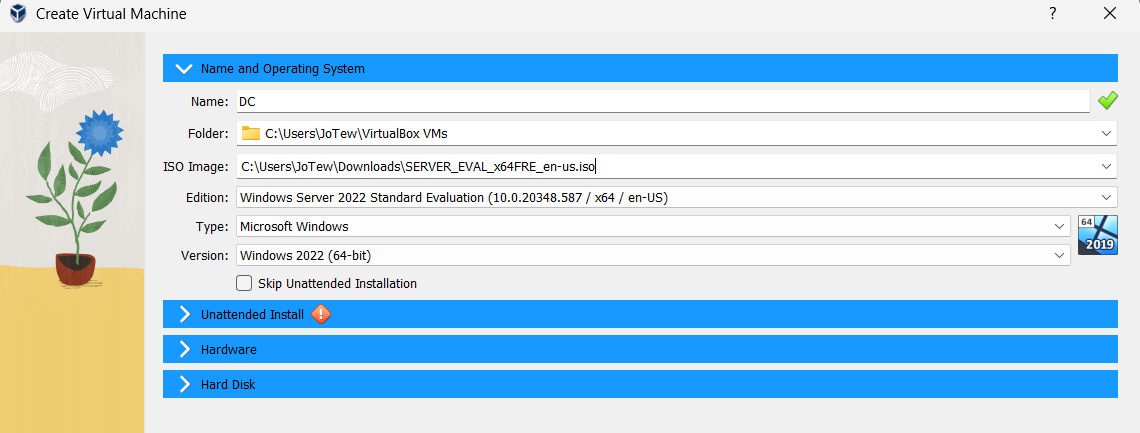 Create Virtual Machine
?
Name and Operating System
Name: DC
Folder: C:\Users\JoTew\VirtualBox VMs
ISO Image: C:\Users\JoTew\Downloads\SERVER_EVAL_x64FRE_en-us.iso
Edition: Windows Server 2022 Standard Evaluation (10.0.20348.587 / x64 / en-US)
Type: Microsoft Windows
64
2019
Version: Windows 2022 (64-bit)
Skip Unattended Installation
Unattended Install
Hardware
Hard Disk